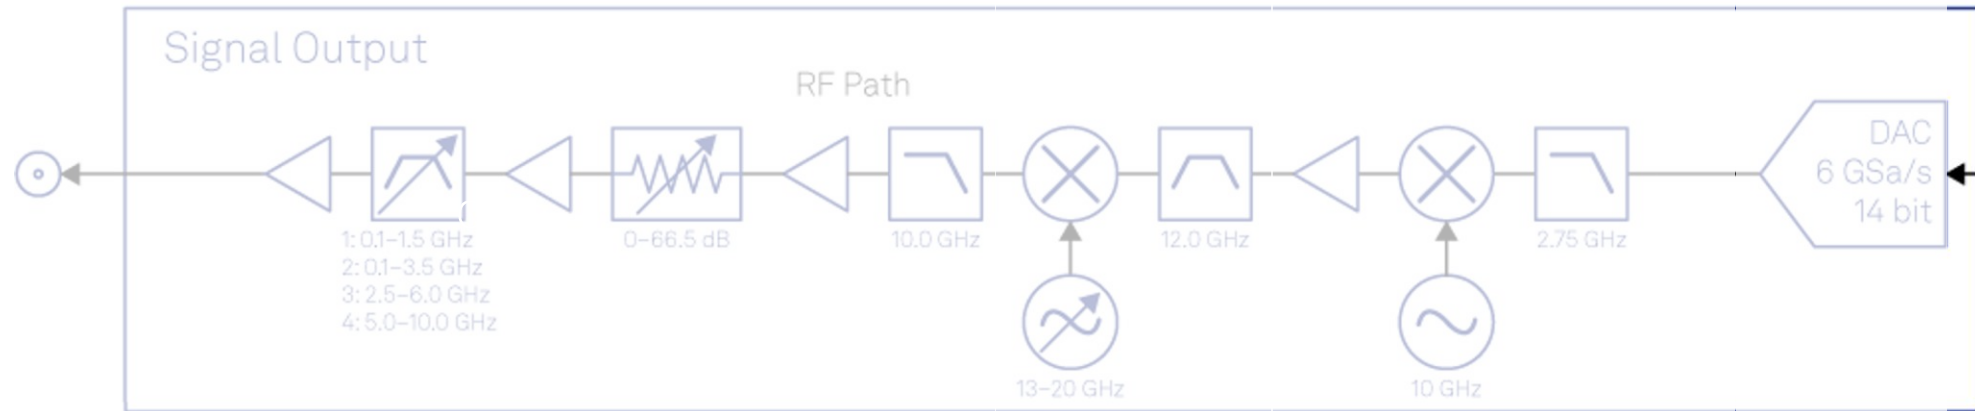 Signal Output
RF Path
DAC
6 GSa/s
14 bit
1: 0.1–1.5 GHz
2: 0.1–3.5 GHz
3: 2.5–6.0 GHz
4: 5.0–10.0 GHz
0–66.5 dB
10.0 GHz
12.0 GHz
2.75 GHz
13–20 GHz
10 GHz